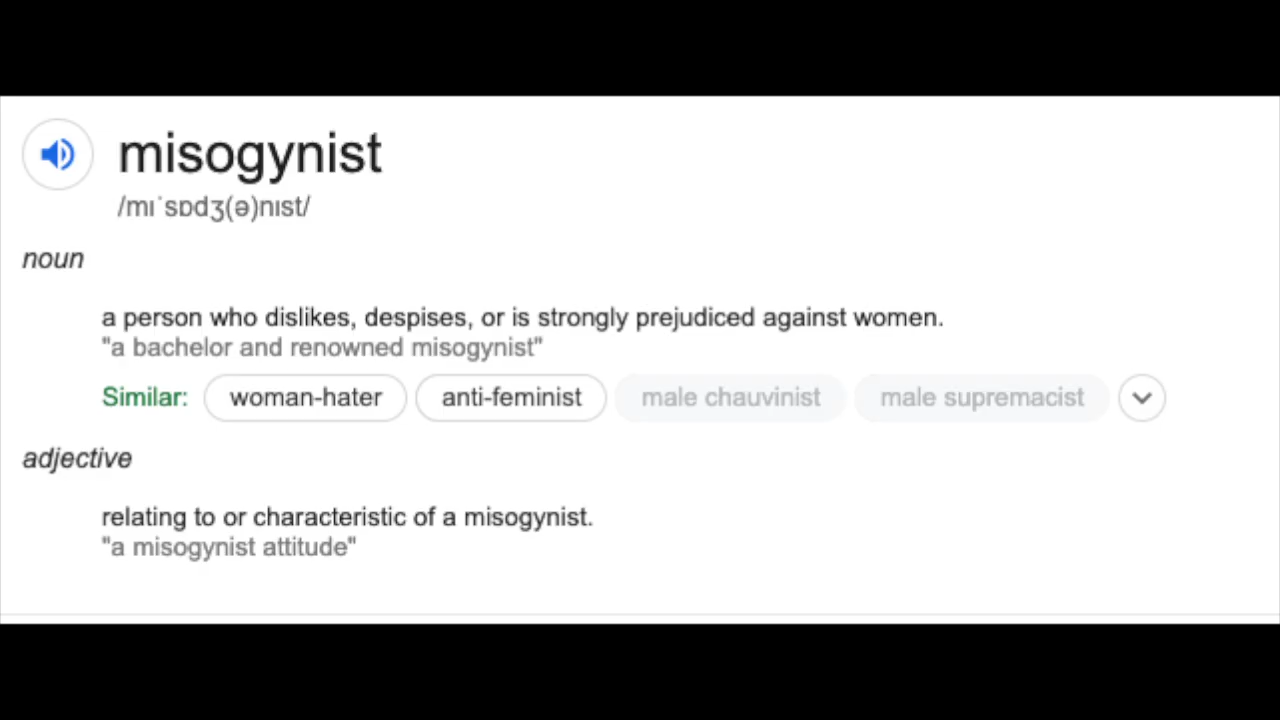 misogynist
/mɪˈsɒdʒ(ə)nɪst/
noun
a person who dislikes, despises, or is strongly prejudiced against women.
"a bachelor and renowned misogynist"
Similar: woman-hater anti-feminist male chauvinist male supremacist
adjective
relating to or characteristic of a misogynist.
"a misogynist attitude"